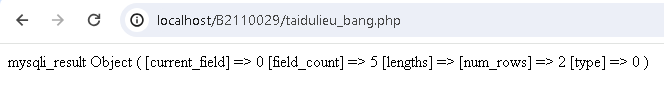 localhost/B2110029/taidulieu_bang.php
mysqli_result Object ( [current_field] => 0 [field_count] => 5 [lengths] => [num_rows] => 2 [type] => 0 )